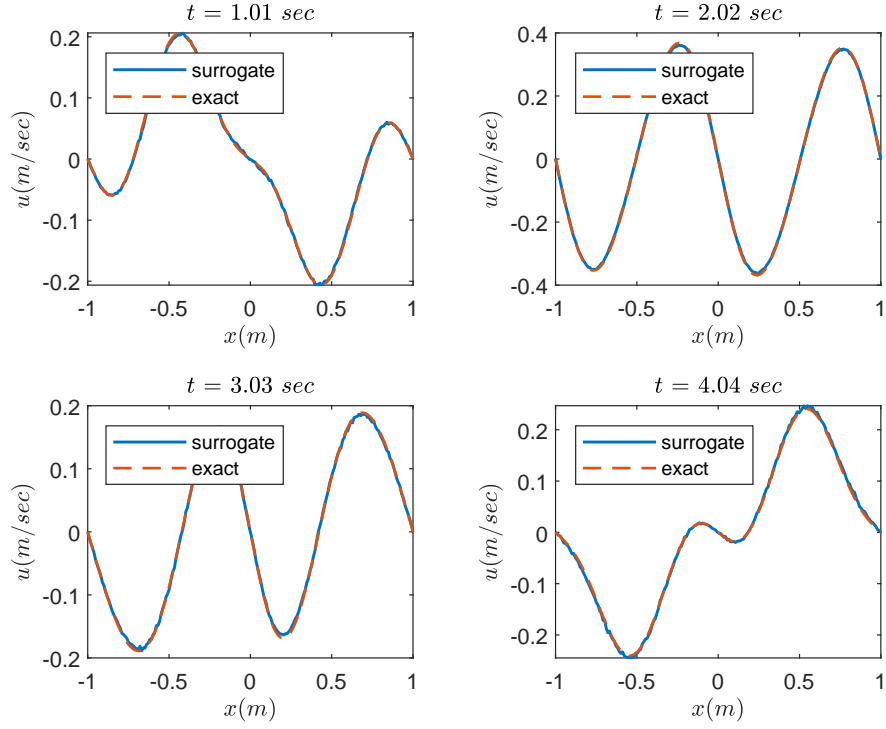 t = 1.01 sec
0.2
0.1
0
-0.1
-0.2
u(m/sec)
surrogate
exact
-1 -0.5 0 0.5 1
x(m)
t = 2.02 sec
0.4
0.2
0
-0.2
-0.4
u(m/sec)
surrogate
exact
-1 -0.5 0 0.5 1
x(m)
t = 3.03 sec
0.2
0.1
0
-0.1
-0.2
u(m/sec)
surrogate
exact
-1 -0.5 0 0.5 1
x(m)
t = 4.04 sec
0.2
0.1
0
-0.1
-0.2
u(m/sec)
surrogate
exact
-1 -0.5 0 0.5 1
x(m)